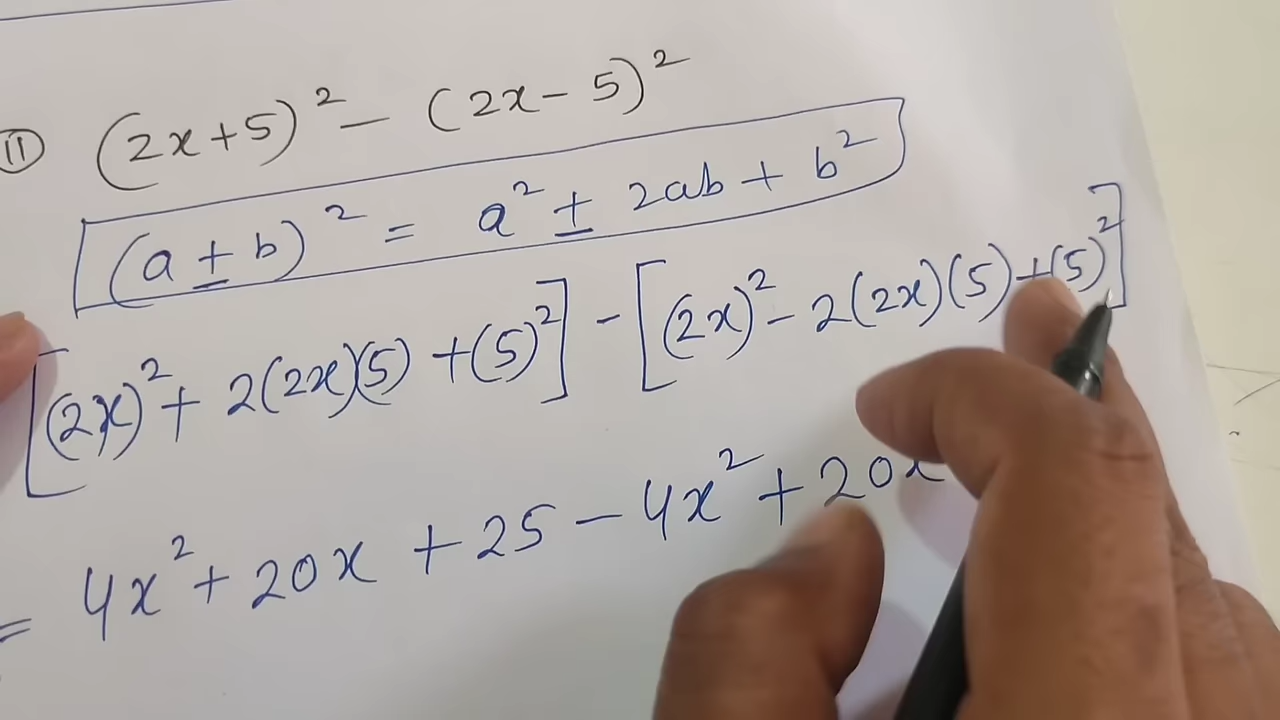 (11) (2x+5)² - (2x-5)²
(a ± b)² = a² ± 2ab + b²
[(2x)² + 2(2x)(5) + (5)²] - [(2x)² - 2(2x)(5) + (5)²]
= 4x² + 20x + 25 - 4x² + 20x